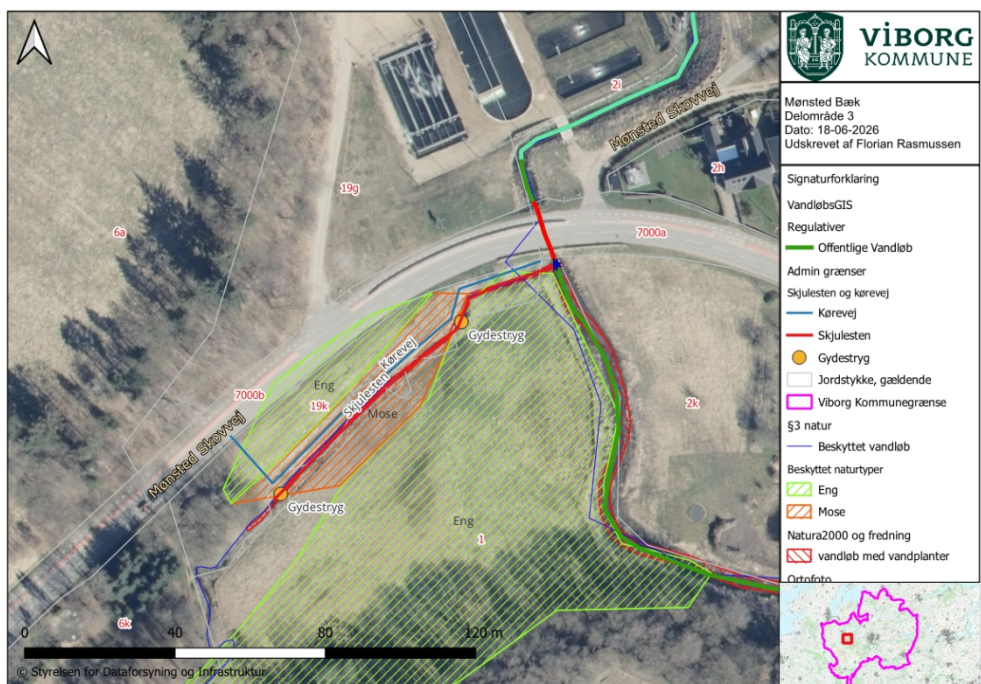 VIBORG
KOMMUNE
Mønsted Bæk
Delområde 3
Dato: 18-06-2026
Udskrevet af Florian Rasmussen
Signaturforklaring
VandløbsGIS
Regulativer
Offentlige Vandløb
Admin grænser
Skjulesten og kørevej
Kørevej
Skjulesten
Gydestryg
Jordstykke, gældende
Viborg Kommunegrænse
§3 natur
Beskyttet vandløb
Beskyttet naturtyper
Eng
Mose
Natura2000 og fredning
vandløb med vandplanter
Ortofoto
2i
Mønsted Skovvej
2h
19g
6a
7000a
Gydestryg
Kørevej
Skjulesten
Eng
7000b
19k
Mose
2k
Mønsted Skovvej
Gydestryg
Eng
1
6k
0 40 80 120 m
© Styrelsen for Dataforsyning og Infrastruktur